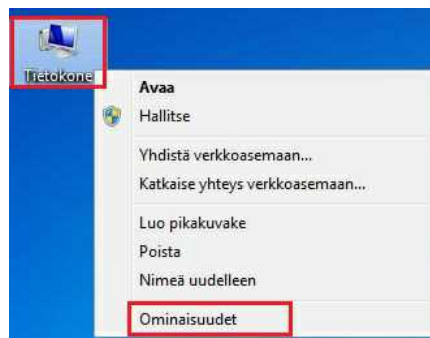 Tietokone
Avaa
Hallitse
Yhdistä verkkoasemaan...
Katkaise yhteys verkkoasemaan...
Luo pikakuvake
Poista
Nimeä uudelleen
Ominaisuudet